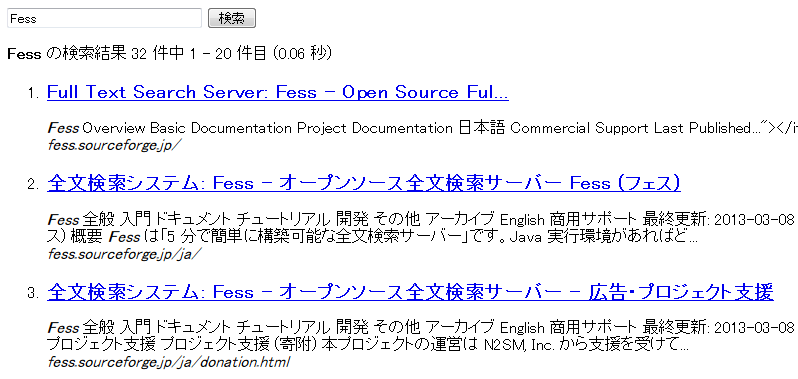 Fess 検索
Fess の検索結果 32 件中 1 - 20 件目 (0.06 秒)
1. Full Text Search Server: Fess - Open Source Ful...
Fess Overview Basic Documentation Project Documentation 日本語 Commercial Support Last Published..."></i
fess.sourceforge.jp/
2. 全文検索システム: Fess - オープンソース全文検索サーバー Fess (フェス)
Fess 全般 入門 ドキュメント チュートリアル 開発 その他 アーカイブ English 商用サポート 最終更新: 2013-03-08
ス) 概要 Fess は「5 分で簡単に構築可能な全文検索サーバー」です。Java 実行環境があればど...
fess.sourceforge.jp/ja/
3. 全文検索システム: Fess - オープンソース全文検索サーバー - 広告・プロジェクト支援
Fess 全般 入門 ドキュメント チュートリアル 開発 その他 アーカイブ English 商用サポート 最終更新: 2013-03-08
プロジェクト支援 プロジェクト支援 (寄附) 本プロジェクトの運営は N2SM, Inc. から支援を受けて...
fess.sourceforge.jp/ja/donation.html